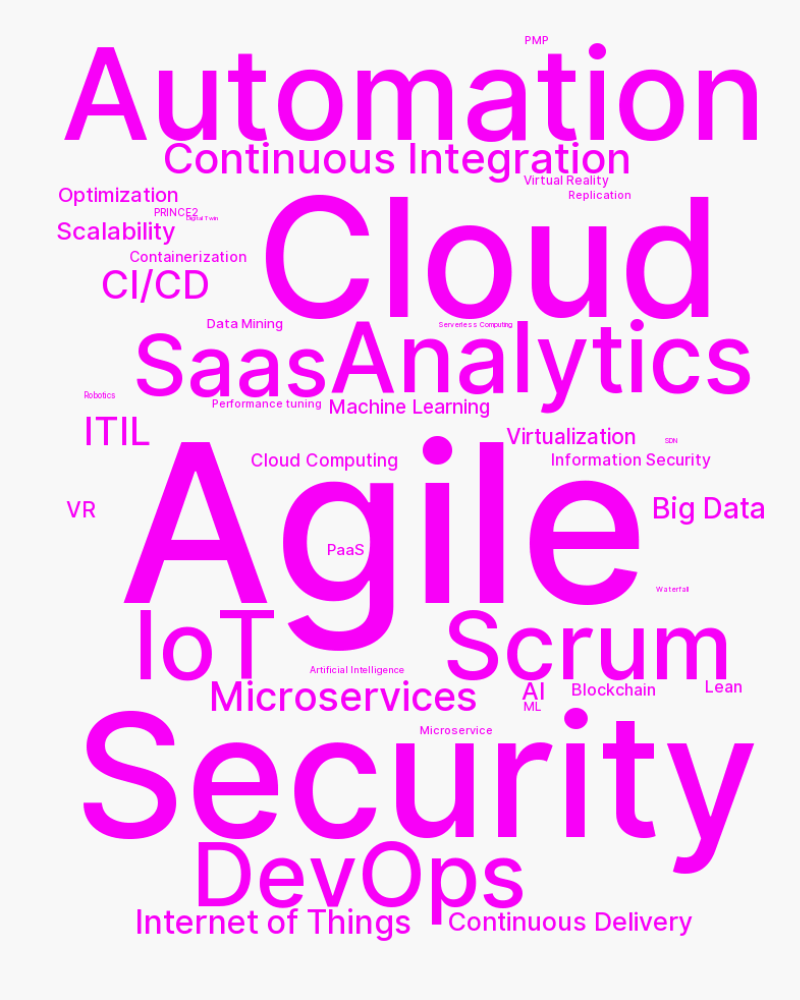 PMP
Automation
Continuous Integration
Virtual Reality
Optimization
Replication
PRINCE2
Digital Twin
Scalability
Cloud
Containerization
CI/CD
Data Mining
Serverless Computing
Saas
Analytics
Robotics
Performance tuning
Machine Learning
ITIL
Virtualization
SDN
Cloud Computing
Information Security
Agile
VR
Big Data
PaaS
Waterfall
IoT
Scrum
Artificial Intelligence
Microservices
AI
Blockchain
Lean
ML
Microservice
Security
DevOps
Internet of Things
Continuous Delivery